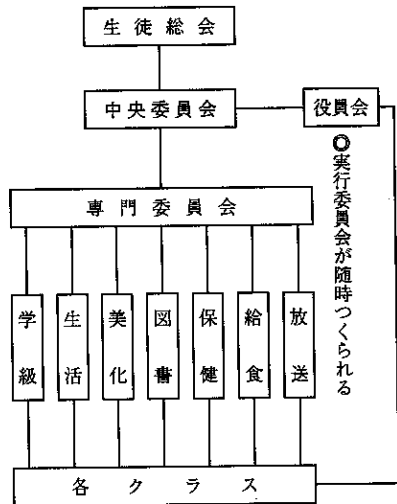 生徒総会
中央委員会
役員会
◎実行委員会が随時つくられる
専門委員会
学級
生活
美化
図書
保健
給食
放送
各クラス